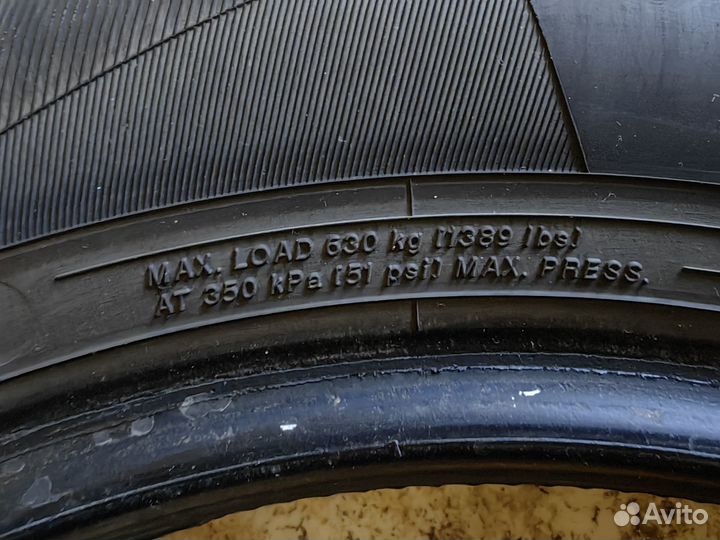 MAX. LOAD 630 kg [1389 lbs]
AT 350 kPa [51 psi] MAX. PRESS.
Avito